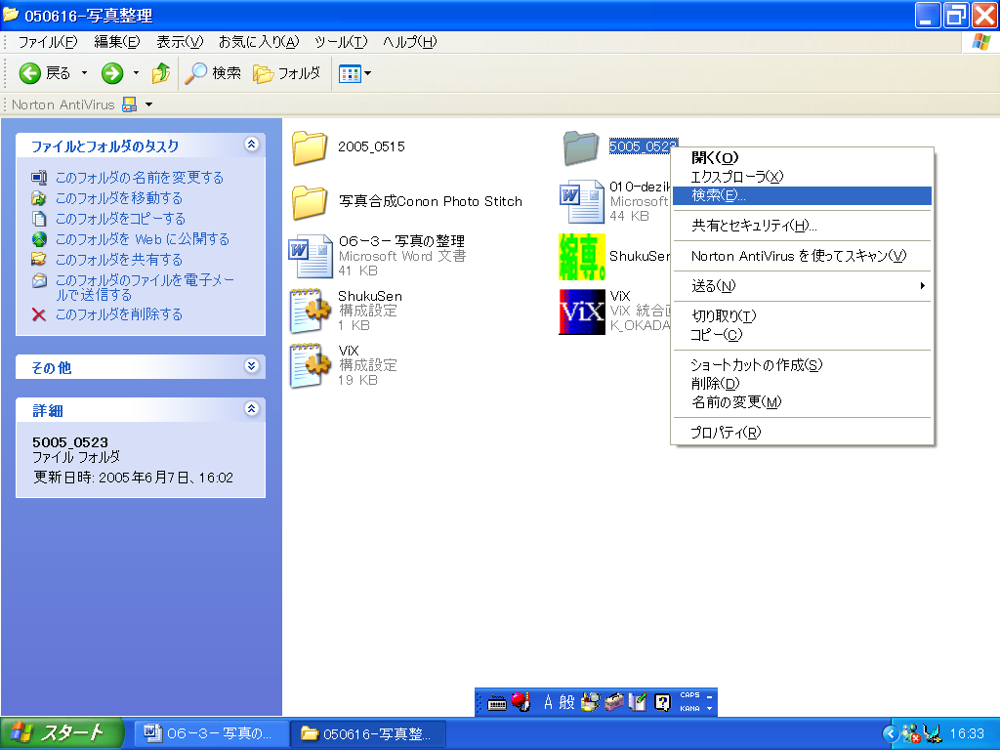 050616-写真整理
ファイル(F) 編集(E) 表示(V) お気に入り(A) ツール(T) ヘルプ(H)
戻る 検索 フォルダ
Norton AntiVirus
ファイルとフォルダのタスク
このフォルダの名前を変更する
このフォルダを移動する
このフォルダをコピーする
このフォルダを Web に公開する
このフォルダを共有する
このフォルダのファイルを電子メー
ルで送信する
このフォルダを削除する
その他
詳細
5005_0523
ファイル フォルダ
更新日時: 2005年6月7日、16:02
2005_0515
写真合成Conon Photo Stitch
06-3-写真の整理
Microsoft Word 文書
41 KB
ShukuSen
構成設定
1 KB
ViX
構成設定
19 KB
5005_0523
010-dezik
Microsoft
44 KB
縮専。
ShukuSen
ViX
ViX
ViX 統合画
K_OKADA
開く(O)
エクスプローラ(X)
検索(E)...
共有とセキュリティ(H)...
Norton AntiVirus を使ってスキャン(V)
送る(N)
切り取り(T)
コピー(C)
ショートカットの作成(S)
削除(D)
名前の変更(M)
プロパティ(R)
A 般 CAPS
KANA
スタート 06-3-写真の... 050616-写真整... 16:33